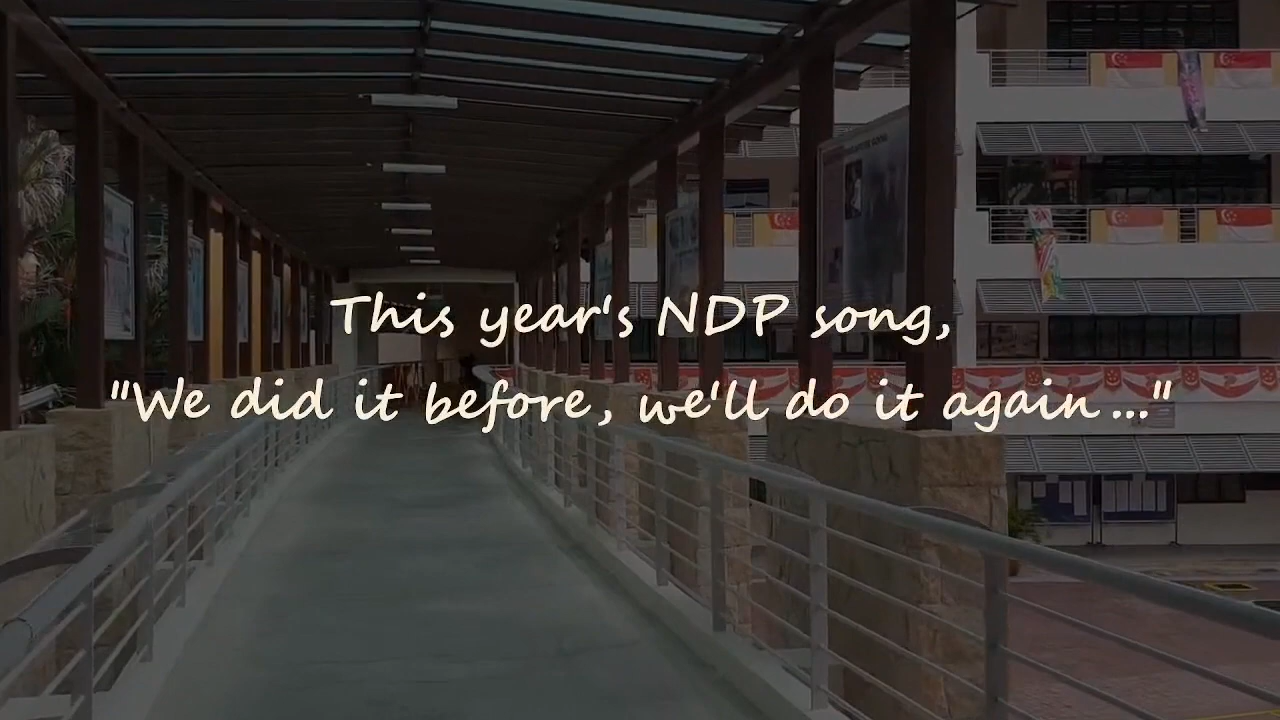 This year's NDP song,
"We did it before, we'll do it again..."